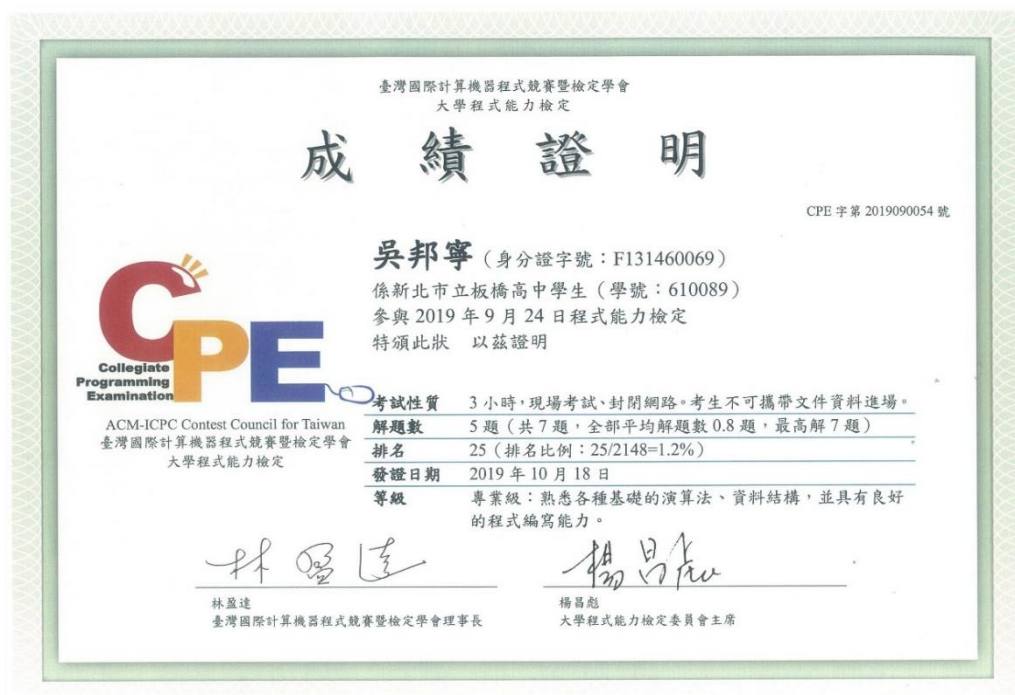 臺灣國際計算機器程式競賽暨檢定學會
大學程式能力檢定
成績證明
CPE 字第 2019090054 號
吳邦寧（身分證字號：F131460069）
係新北市立板橋高中學生（學號：610089）
參與 2019 年 9 月 24 日程式能力檢定
特頒此狀 以茲證明
CPE
Collegiate
Programming
Examination
ACM-ICPC Contest Council for Taiwan
臺灣國際計算機器程式競賽暨檢定學會
大學程式能力檢定
考試性質 3 小時，現場考試、封閉網路。考生不可攜帶文件資料進場。
解題數 5 題（共 7 題，全部平均解題數 0.8 題，最高解 7 題）
排名 25（排名比例：25/2148=1.2%）
發證日期 2019 年 10 月 18 日
等級 專業級：熟悉各種基礎的演算法、資料結構，並具有良好
的程式編寫能力。
林盈達
楊昌彪
林盈達
臺灣國際計算機器程式競賽暨檢定學會理事長
楊昌彪
大學程式能力檢定委員會主席